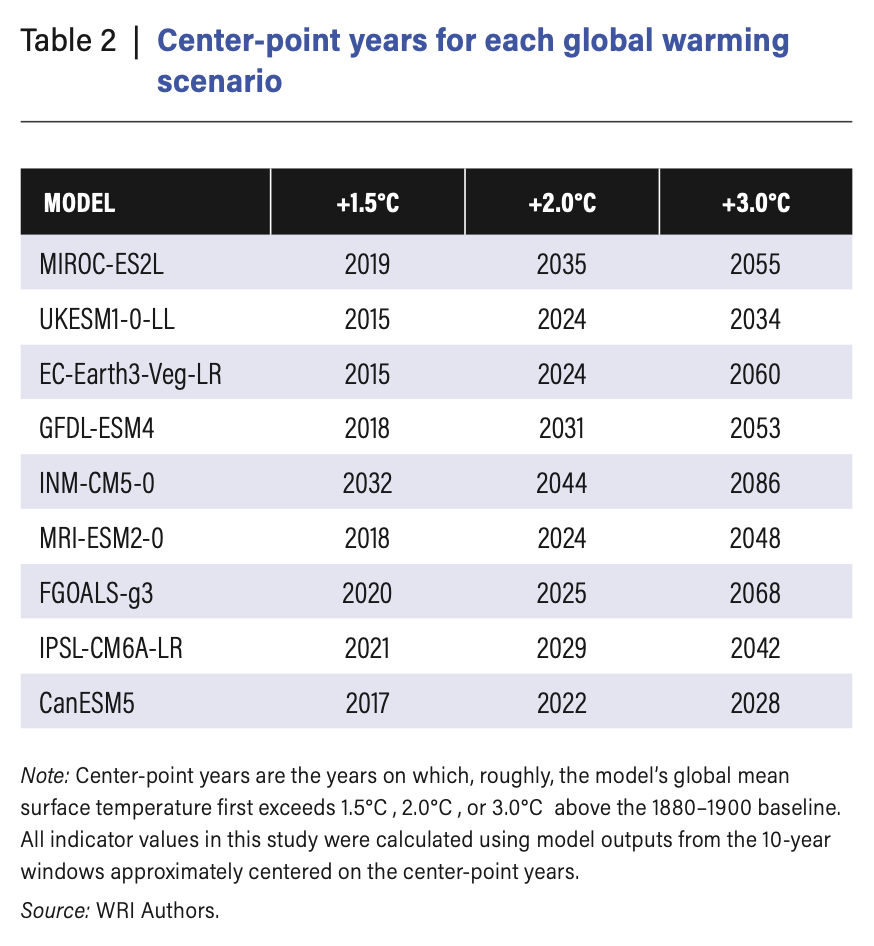 Table 2 | Center-point years for each global warming
scenario
MODEL +1.5°C +2.0°C +3.0°C
MIROC-ES2L 2019 2035 2055
UKESM1-0-LL 2015 2024 2034
EC-Earth3-Veg-LR 2015 2024 2060
GFDL-ESM4 2018 2031 2053
INM-CM5-0 2032 2044 2086
MRI-ESM2-0 2018 2024 2048
FGOALS-g3 2020 2025 2068
IPSL-CM6A-LR 2021 2029 2042
CanESM5 2017 2022 2028
Note: Center-point years are the years on which, roughly, the model’s global mean
surface temperature first exceeds 1.5°C , 2.0°C , or 3.0°C above the 1880–1900 baseline.
All indicator values in this study were calculated using model outputs from the 10-year
windows approximately centered on the center-point years.
Source: WRI Authors.